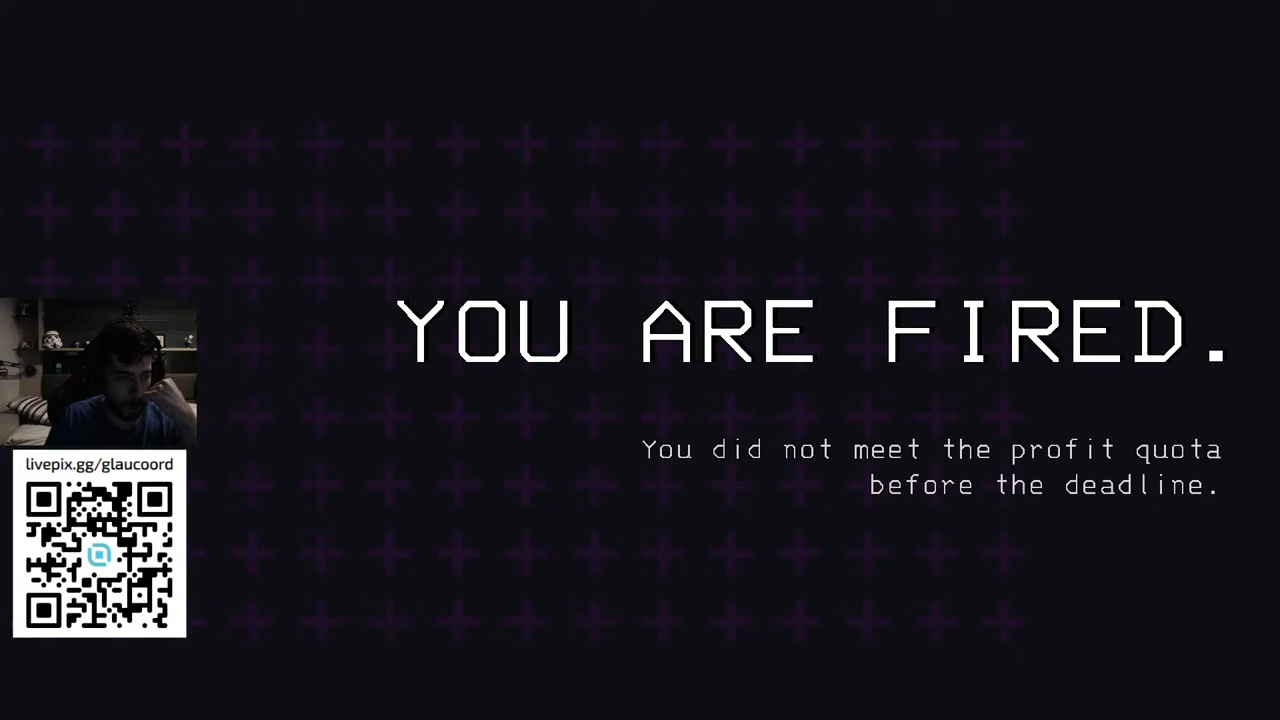 YOU ARE FIRED.
You did not meet the profit quota
before the deadline.
livepix.gg/glaucoord